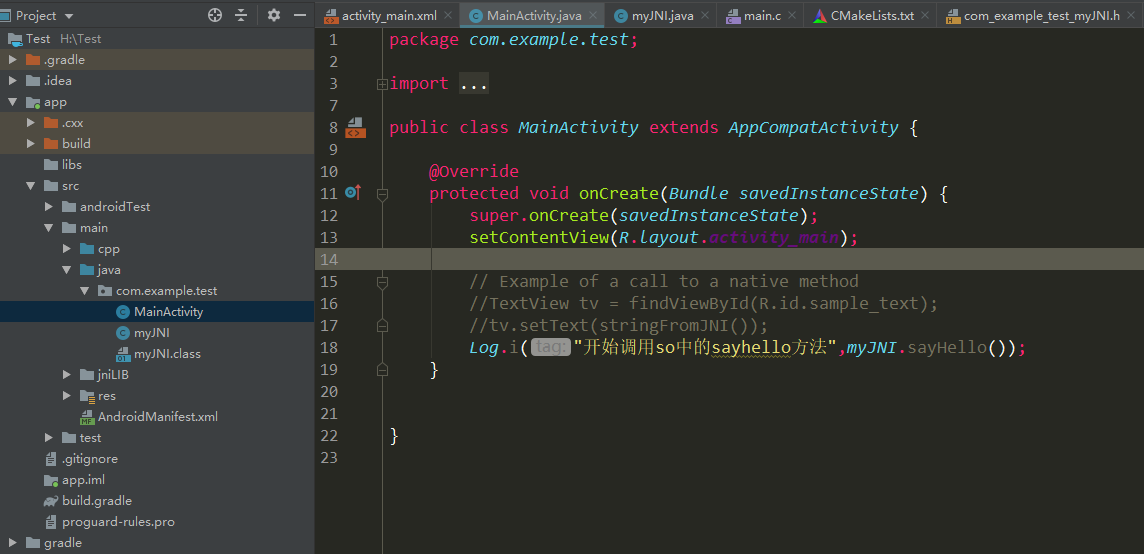 Project
Test H:\Test
.gradle
.idea
app
.cxx
build
libs
src
androidTest
main
cpp
java
com.example.test
MainActivity
myJNI
myJNI.class
jniLIB
res
AndroidManifest.xml
test
.gitignore
app.iml
build.gradle
proguard-rules.pro
gradle
activity_main.xml MainActivity.java myJNI.java main.c CMakeLists.txt com_example_test_myJNI.h
1 package com.example.test;
2
3 import ...
7
8 public class MainActivity extends AppCompatActivity {
9
10 @Override
11 protected void onCreate(Bundle savedInstanceState) {
12 super.onCreate(savedInstanceState);
13 setContentView(R.layout.activity_main);
14
15 // Example of a call to a native method
16 //TextView tv = findViewById(R.id.sample_text);
17 //tv.setText(stringFromJNI());
18 Log.i( tag: "开始调用so中的sayhello方法",myJNI.sayHello());
19 }
20
21
22 }
23